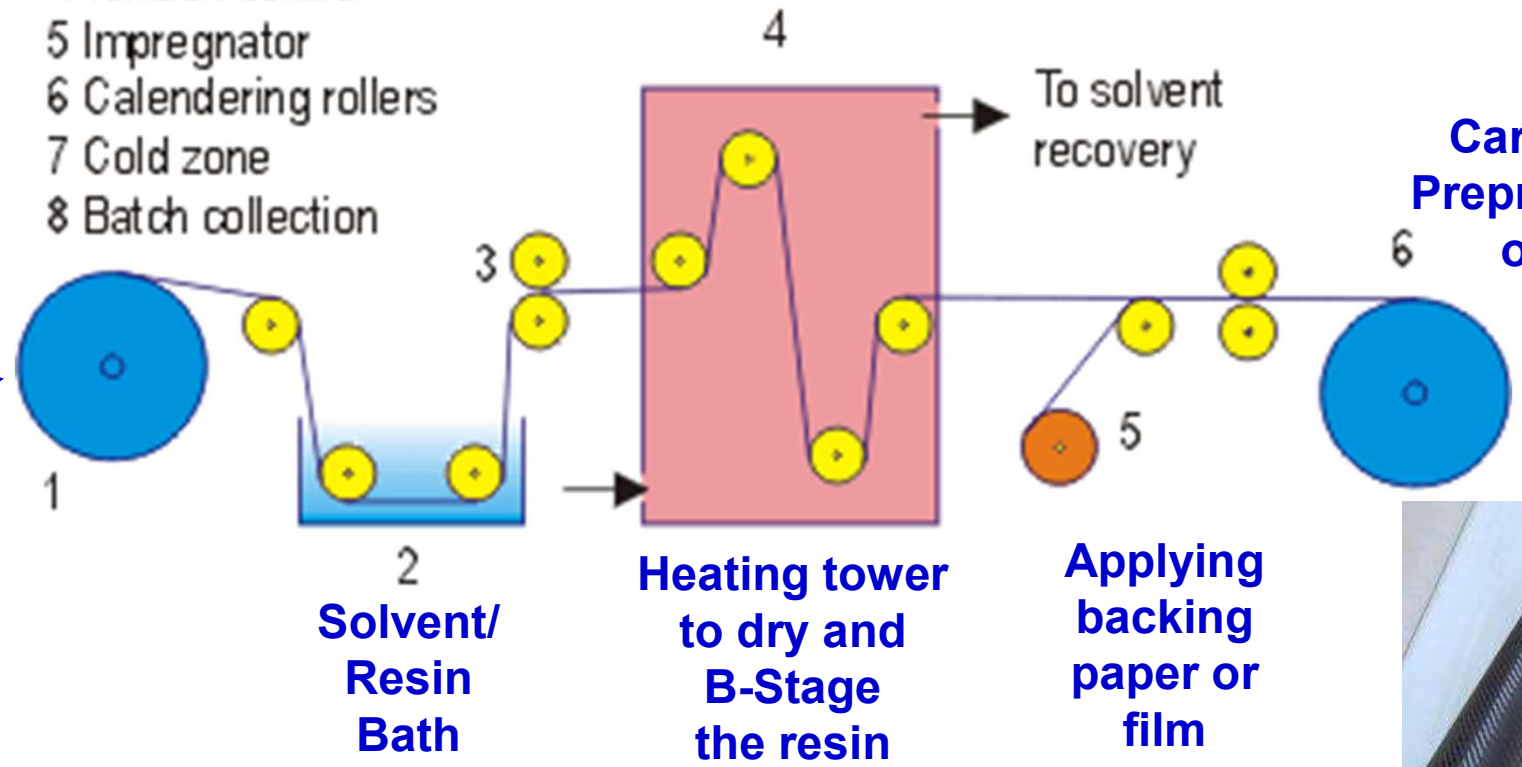 5 Impregnator
6 Calendering rollers
7 Cold zone
8 Batch collection
4
To solvent
recovery
3
6
1
2
5
Solvent/
Resin
Bath
Heating tower
to dry and
B-Stage
the resin
Applying
backing
paper or
film